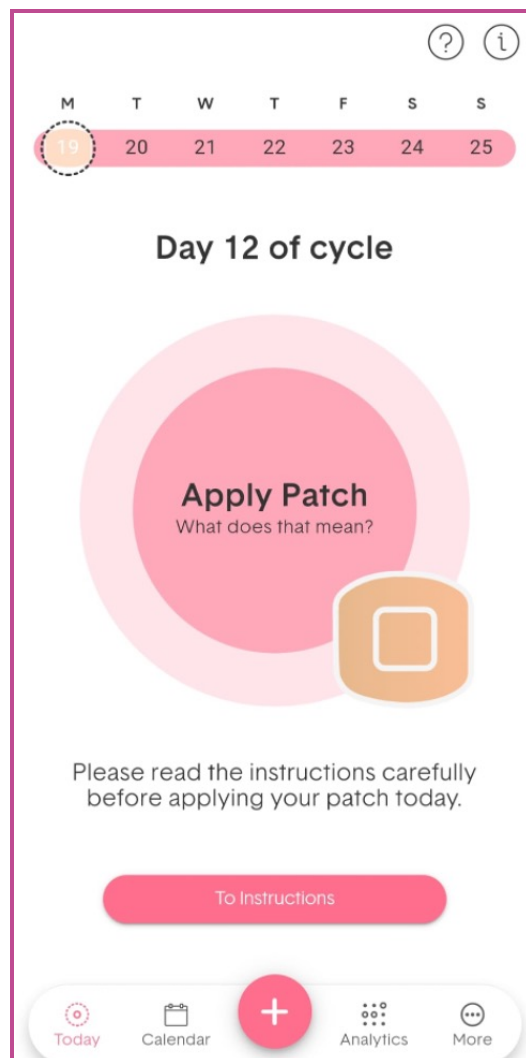 ? i
M T W T F S S
19 20 21 22 23 24 25
Day 12 of cycle
Apply Patch
What does that mean?
Please read the instructions carefully
before applying your patch today.
To Instructions
+
Today Calendar Analytics More